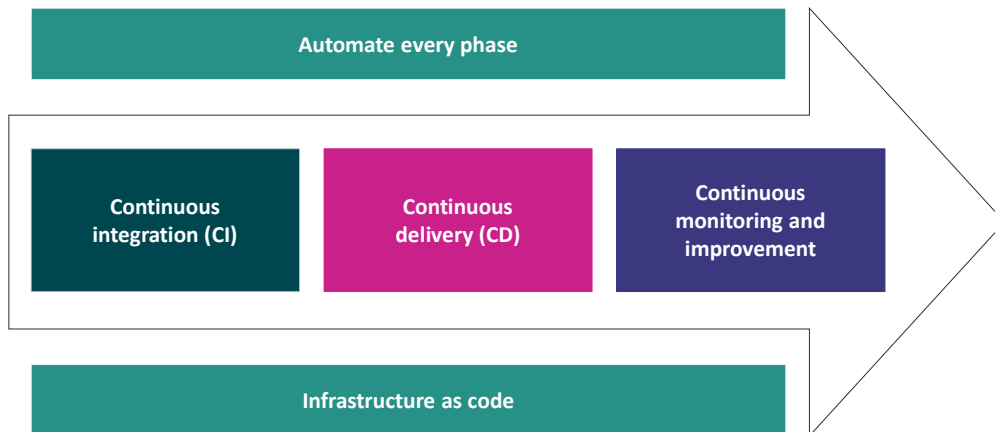 Automate every phase
Continuous
integration (CI)
Continuous
delivery (CD)
Continuous
monitoring and
improvement
Infrastructure as code